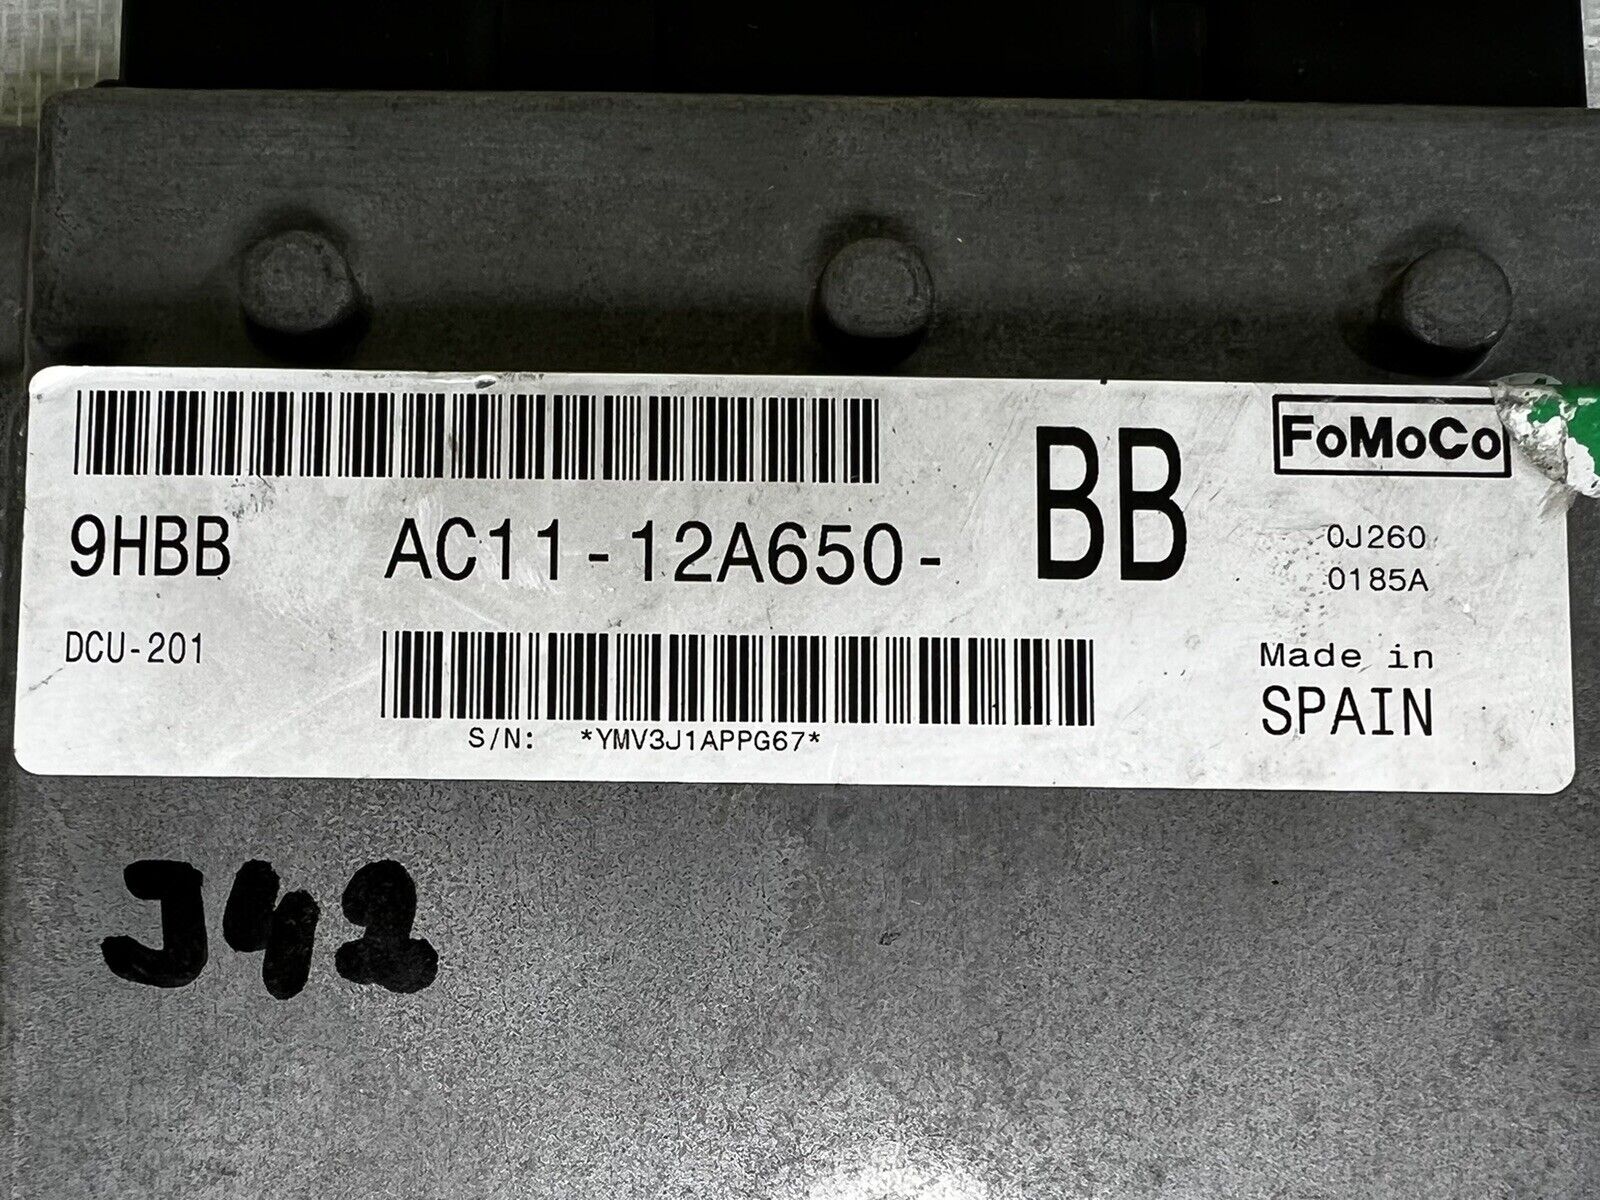 FoMoCo
9HBB AC11-12A650- BB
0J260
0185A
DCU-201
Made in
SPAIN
S/N: *YMV3J1APPG67*
J42